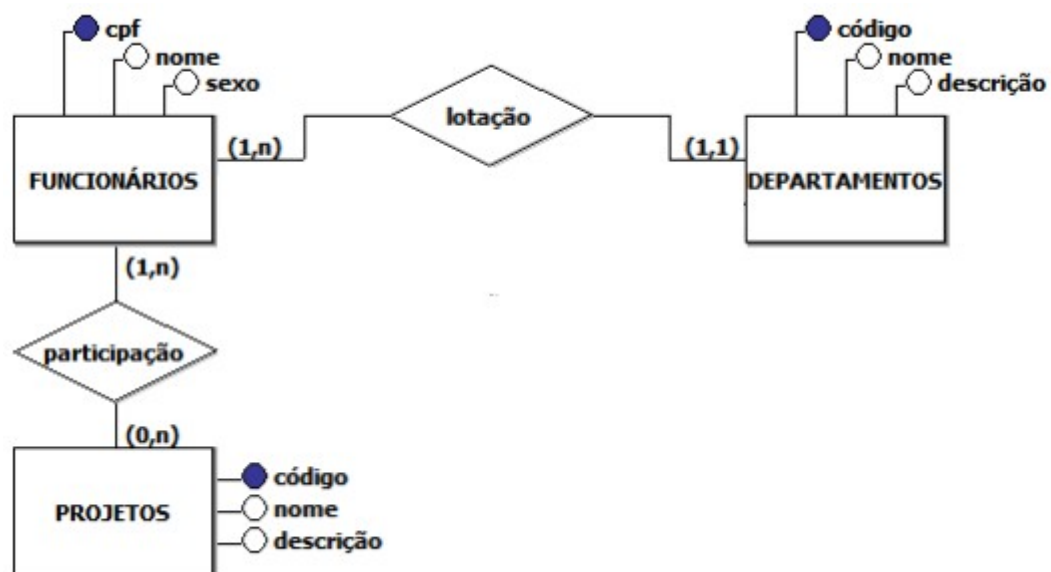 cpf
nome
sexo
FUNCIONÁRIOS
(1,n)
lotação
(1,1)
código
nome
descrição
DEPARTAMENTOS
(1,n)
participação
(0,n)
PROJETOS
código
nome
descrição